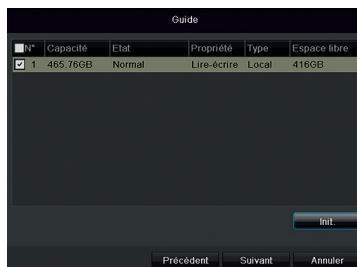 Guide
N° Capacité Etat Propriété Type Espace libre
1 465.76GB Normal Lire-écrire Local 416GB
Init.
Précédent Suivant Annuler